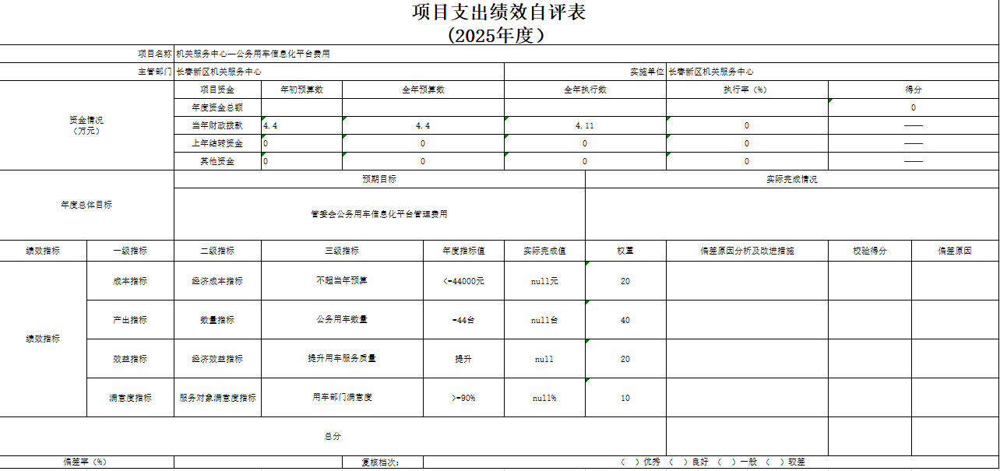 项目支出绩效自评表
(2025年度）
项目名称 机关服务中心—公务用车信息化平台费用
主管部门 长春新区机关服务中心 实施单位 长春新区机关服务中心
资金情况
（万元）
项目资金 年初预算数 全年预算数 全年执行数 执行率（%） 得分
年度资金总额 0
当年财政拨款 4.4 4.4 4.11 0 ——
上年结转资金 0 0 0 0 ——
其他资金 0 0 0 0 ——
年度总体目标 预期目标 实际完成情况
管委会公务用车信息化平台管理费用
绩效指标 一级指标 二级指标 三级指标 年度指标值 实际完成值 权重 偏差原因分析及改进措施 校验得分 偏差原因
绩效指标
成本指标 经济成本指标 不超当年预算 <=44000元 null元 20
产出指标 数量指标 公务用车数量 =44台 null台 40
效益指标 经济效益指标 提升用车服务质量 提升 null 20
满意度指标 服务对象满意度指标 用车部门满意度 >=90% null% 10
总分
偏差率（%） 复核档次： （ ）优秀 （ ）良好 （ ）一般 （ ）较差